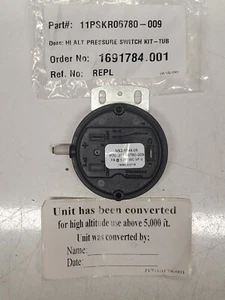 Part#: 11PSKR06780 -009
Desc: HI ALT PRESSURE SWITCH KIT-TUB
Order No: 1691784.001
Ref. No: REPL
Unit has been converted
for high altitude use above 5,000 ft.
Unit was converted by:
Name:
Date: